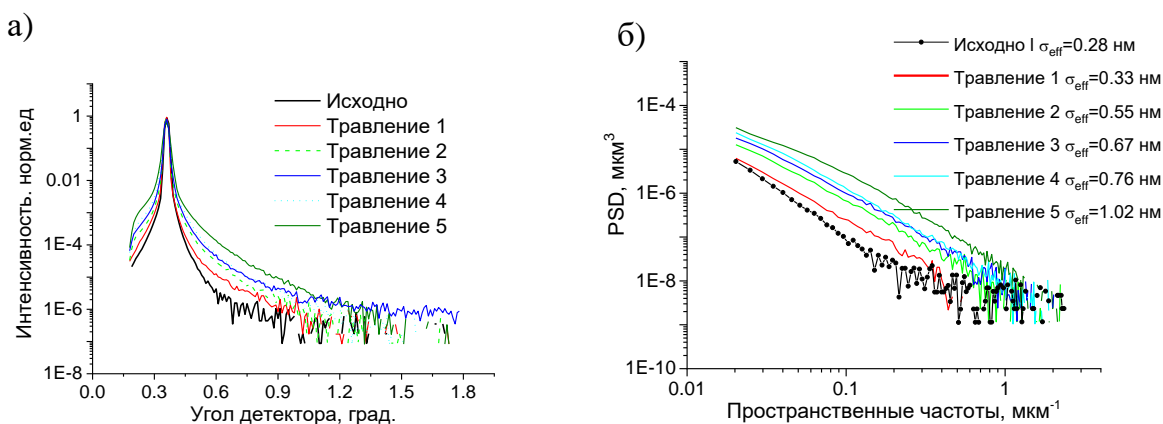 а)
Интенсивность. норм.ед
1
0.01
1E-4
1E-6
1E-8
0.0
0.3
0.6
0.9
1.2
1.5
1.8
Угол детектора, град.
Исходно
Травление 1
Травление 2
Травление 3
Травление 4
Травление 5
б)
PSD, мкм³
1E-4
1E-6
1E-8
1E-10
0.01
0.1
1
Пространственные частоты, мкм⁻¹
Исходно I σeff=0.28 нм
Травление 1 σeff=0.33 нм
Травление 2 σeff=0.55 нм
Травление 3 σeff=0.67 нм
Травление 4 σeff=0.76 нм
Травление 5 σeff=1.02 нм